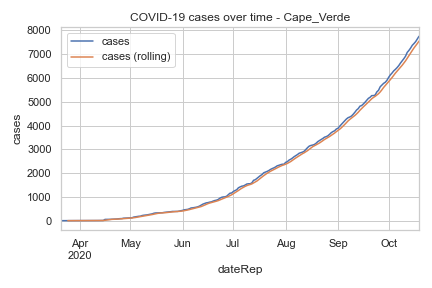 COVID-19 cases over time - Cape_Verde
cases
cases (rolling)
cases
8000
7000
6000
5000
4000
3000
2000
1000
0
Apr May Jun Jul Aug Sep Oct
2020
dateRep